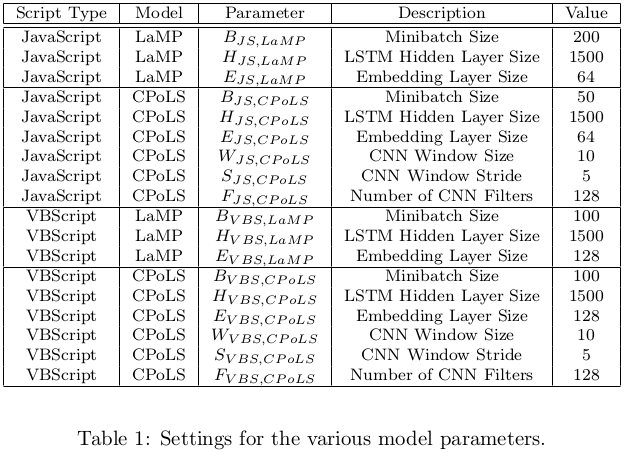 Script Type Model Parameter Description Value
JavaScript LaMP B_{JS,LaMP} Minibatch Size 200
JavaScript LaMP H_{JS,LaMP} LSTM Hidden Layer Size 1500
JavaScript LaMP E_{JS,LaMP} Embedding Layer Size 64
JavaScript CPoLS B_{JS,CPoLS} Minibatch Size 50
JavaScript CPoLS H_{JS,CPoLS} LSTM Hidden Layer Size 1500
JavaScript CPoLS E_{JS,CPoLS} Embedding Layer Size 64
JavaScript CPoLS W_{JS,CPoLS} CNN Window Size 10
JavaScript CPoLS S_{JS,CPoLS} CNN Window Stride 5
JavaScript CPoLS F_{JS,CPoLS} Number of CNN Filters 128
VBScript LaMP B_{VBS,LaMP} Minibatch Size 100
VBScript LaMP H_{VBS,LaMP} LSTM Hidden Layer Size 1500
VBScript LaMP E_{VBS,LaMP} Embedding Layer Size 128
VBScript CPoLS B_{VBS,CPoLS} Minibatch Size 100
VBScript CPoLS H_{VBS,CPoLS} LSTM Hidden Layer Size 1500
VBScript CPoLS E_{VBS,CPoLS} Embedding Layer Size 128
VBScript CPoLS W_{VBS,CPoLS} CNN Window Size 10
VBScript CPoLS S_{VBS,CPoLS} CNN Window Stride 5
VBScript CPoLS F_{VBS,CPoLS} Number of CNN Filters 128
Table 1: Settings for the various model parameters.